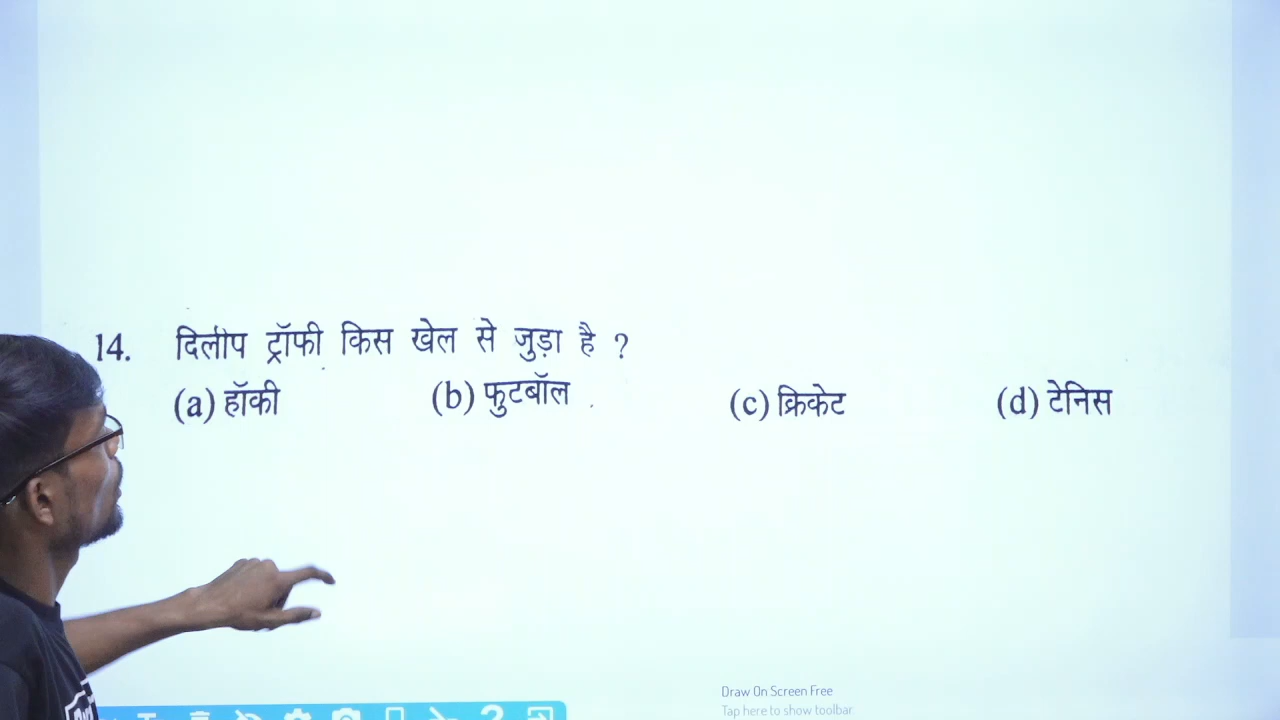 14. दिलीप ट्रॉफी किस खेल से जुड़ा है ?
(a) हॉकी (b) फुटबॉल (c) क्रिकेट (d) टेनिस
Draw On Screen Free
Tap here to show toolbar